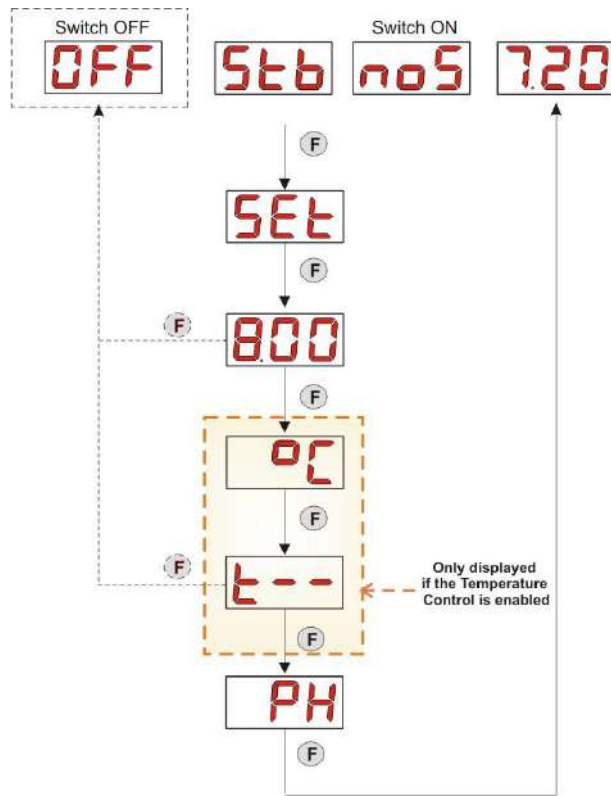 Switch OFF
Switch ON
OFF
Stb
noS
7.20
F
SEt
F
F
8.00
F
°C
F
F
t--
Only displayed
if the Temperature
Control is enabled
F
PH
F